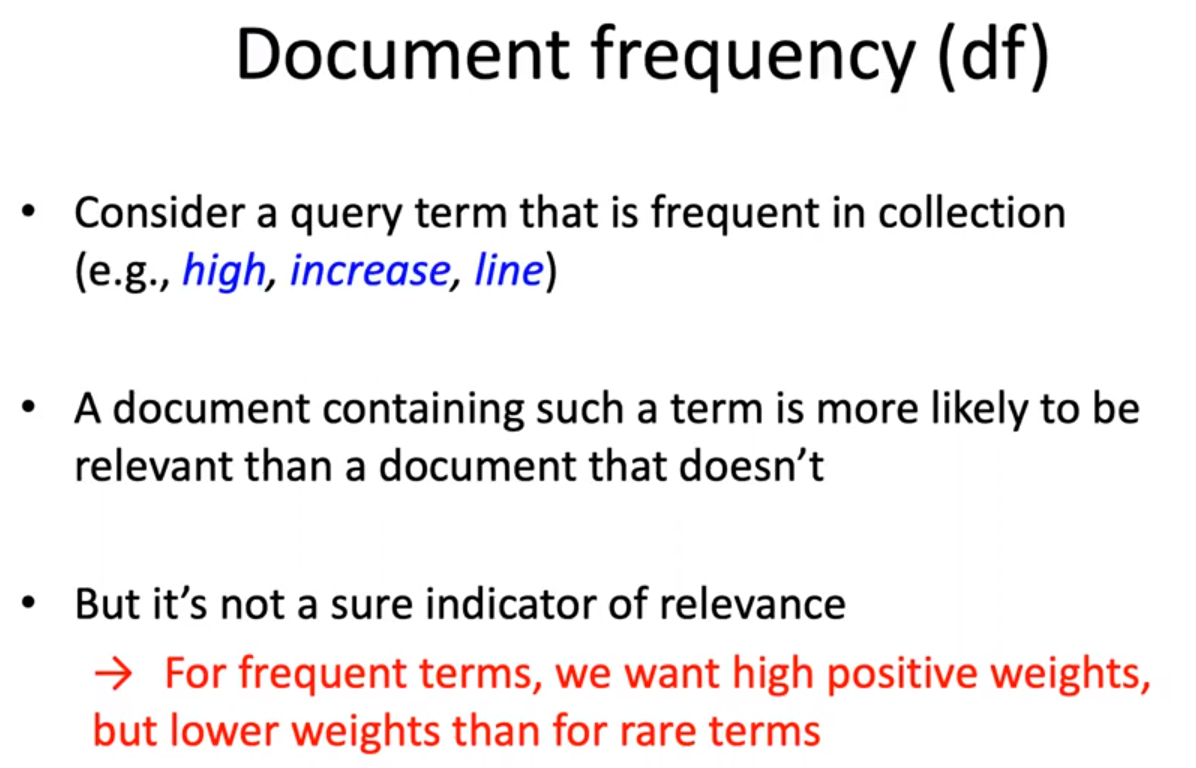 Document frequency (df)
• Consider a query term that is frequent in collection
(e.g., high, increase, line)
• A document containing such a term is more likely to be
relevant than a document that doesn’t
• But it’s not a sure indicator of relevance
→ For frequent terms, we want high positive weights,
but lower weights than for rare terms